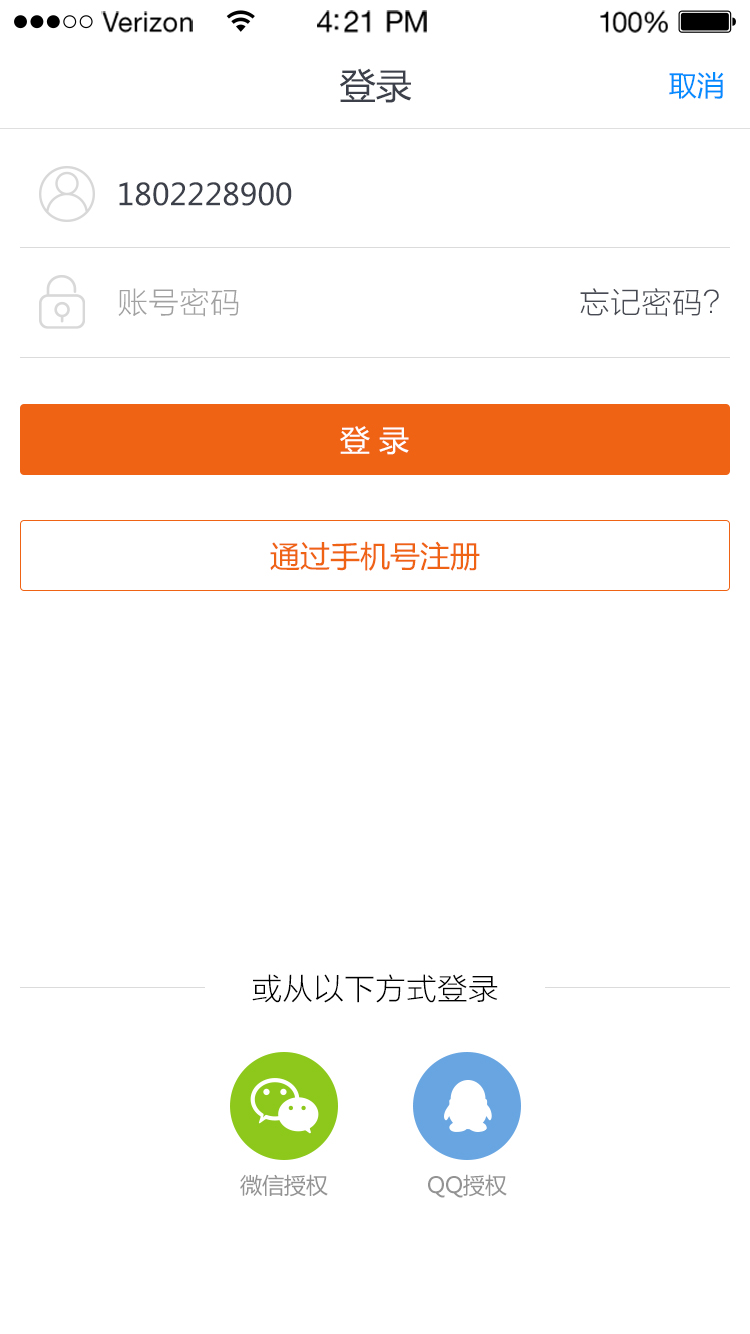 Verizon 4:21 PM 100%
登录 取消
1802228900
账号密码 忘记密码?
登 录
通过手机号注册
或从以下方式登录
微信授权 QQ授权